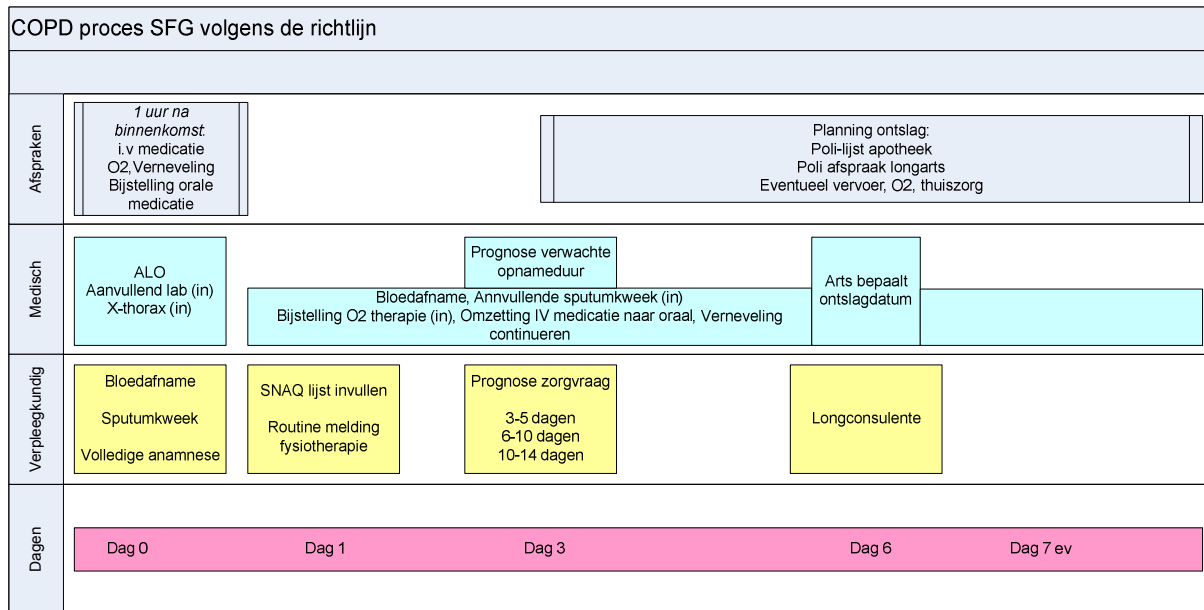 COPD proces SFG volgens de richtlijn
Afspraken
1 uur na
binnenkomst:
i.v medicatie
O2,Verneveling
Bijstelling orale
medicatie
Planning ontslag:
Poli-lijst apotheek
Poli afspraak longarts
Eventueel vervoer, O2, thuiszorg
Medisch
ALO
Aanvullend lab (in)
X-thorax (in)
Prognose verwachte
opnameduur
Bloedafname, Annvullende sputumkweek (in)
Bijstelling O2 therapie (in), Omzetting IV medicatie naar oraal, Verneveling
continueren
Arts bepaalt
ontslagdatum
Verpleegkundig
Bloedafname
Sputumkweek
Volledige anamnese
SNAQ lijst invullen
Routine melding
fysiotherapie
Prognose zorgvraag
3-5 dagen
6-10 dagen
10-14 dagen
Longconsulente
Dagen
Dag 0
Dag 1
Dag 3
Dag 6
Dag 7 ev